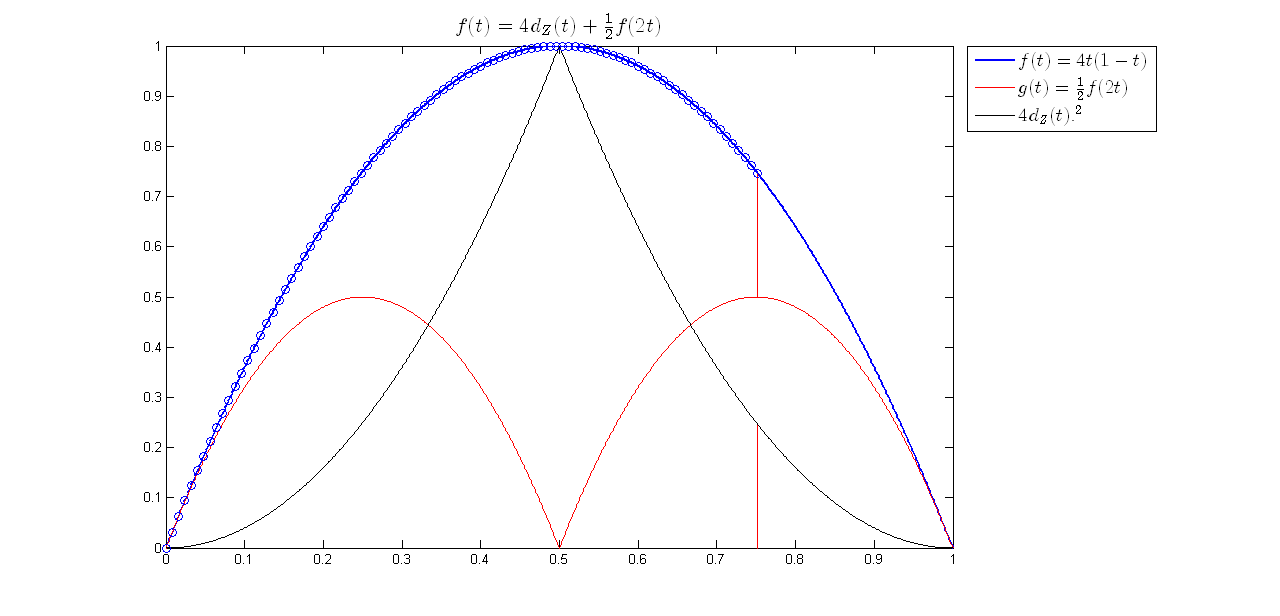 f(t) = 4d_Z(t) + 1/2 f(2t)
1
0.9
0.8
0.7
0.6
0.5
0.4
0.3
0.2
0.1
0
0 0.1 0.2 0.3 0.4 0.5 0.6 0.7 0.8 0.9 1
f(t) = 4t(1 − t)
g(t) = 1/2 f(2t)
4d_Z(t).^2